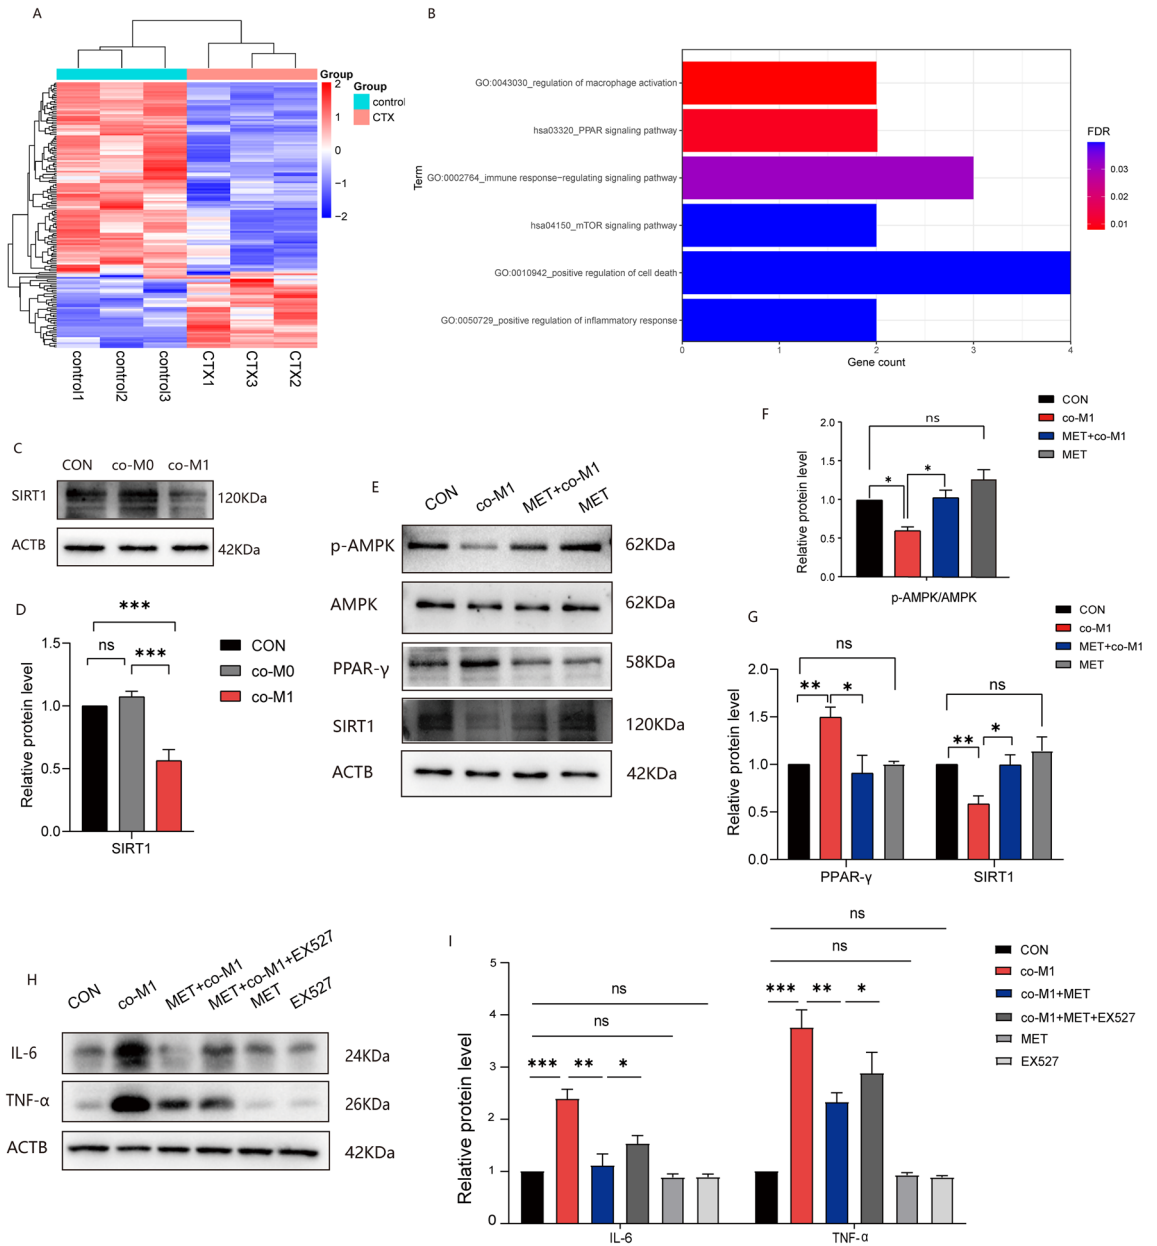 A
Group
2
1
0
−1
−2
Group
control
CTX
control1
control2
control3
CTX1
CTX3
CTX2
B
Term
GO:0043030_regulation of macrophage activation
hsa03320_PPAR signaling pathway
GO:0002764_immune response−regulating signaling pathway
hsa04150_mTOR signaling pathway
GO:0010942_positive regulation of cell death
GO:0050729_positive regulation of inflammatory response
0 1 2 3 4
Gene count
FDR
0.03
0.02
0.01
C
CON co-M0 co-M1
SIRT1 120KDa
ACTB 42KDa
D
Relative protein level
1.5
1.0
0.5
0.0
***
ns ***
SIRT1
CON
co-M0
co-M1
E
CON co-M1 MET+co-M1 MET
p-AMPK 62KDa
AMPK 62KDa
PPAR-γ 58KDa
SIRT1 120KDa
ACTB 42KDa
F
Relative protein level
2.0
1.5
1.0
0.5
0.0
ns
* *
p-AMPK/AMPK
CON
co-M1
MET+co-M1
MET
G
Relative protein level
2.0
1.5
1.0
0.5
0.0
ns
** *
ns
** *
PPAR-γ SIRT1
CON
co-M1
MET+co-M1
MET
H
CON co-M1 MET+co-M1 MET+co-M1+EX527 MET EX527
IL-6 24KDa
TNF-α 26KDa
ACTB 42KDa
I
Relative protein level
5
4
3
2
1
0
ns
ns
*** ** *
ns
ns
*** ** *
IL-6 TNF-α
CON
co-M1
co-M1+MET
co-M1+MET+EX527
MET
EX527